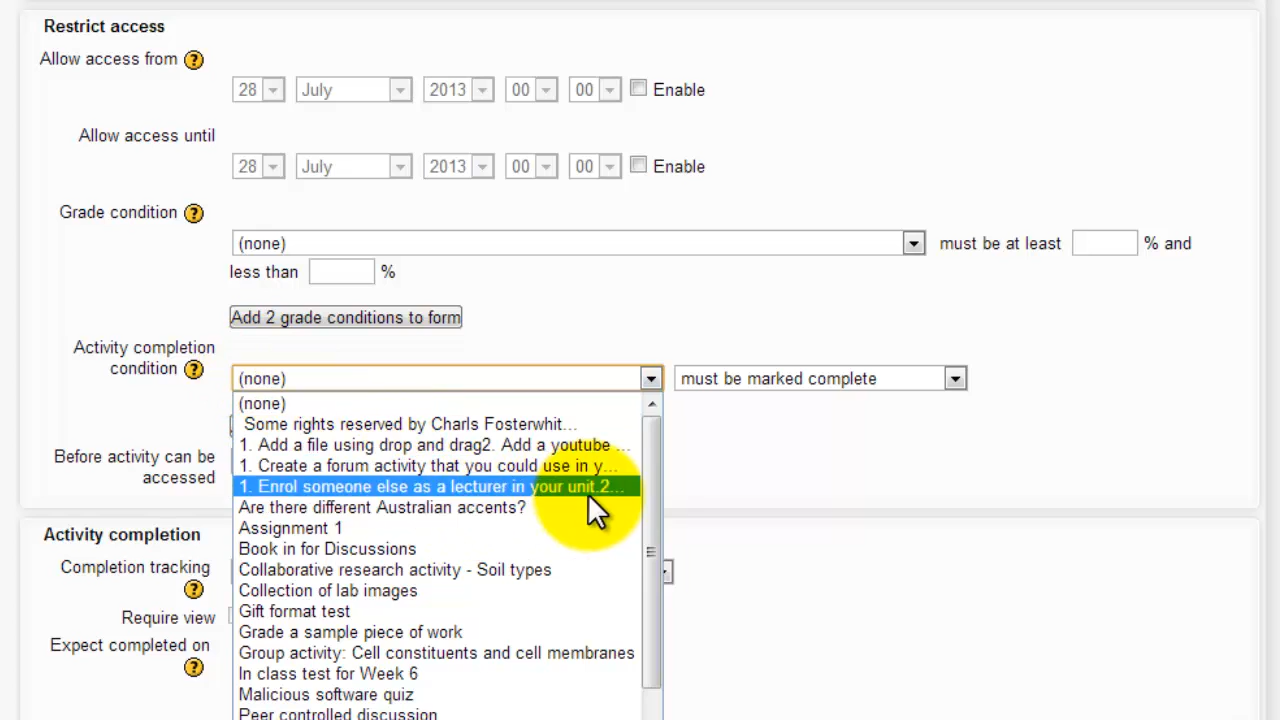 Restrict access
Allow access from ?
28 July 2013 00 00 Enable
Allow access until
28 July 2013 00 00 Enable
Grade condition ?
(none) must be at least % and
less than %
Add 2 grade conditions to form
Activity completion
condition ?
(none) must be marked complete
(none)
Some rights reserved by Charls Fosterwhit...
1. Add a file using drop and drag2. Add a youtube ...
1. Create a forum activity that you could use in y...
1. Enrol someone else as a lecturer in your unit.2...
Are there different Australian accents?
Assignment 1
Book in for Discussions
Collaborative research activity - Soil types
Collection of lab images
Gift format test
Grade a sample piece of work
Group activity: Cell constituents and cell membranes
In class test for Week 6
Malicious software quiz
Peer controlled discussion
Before activity can be
accessed
Activity completion
Completion tracking
?
Require view
Expect completed on
?